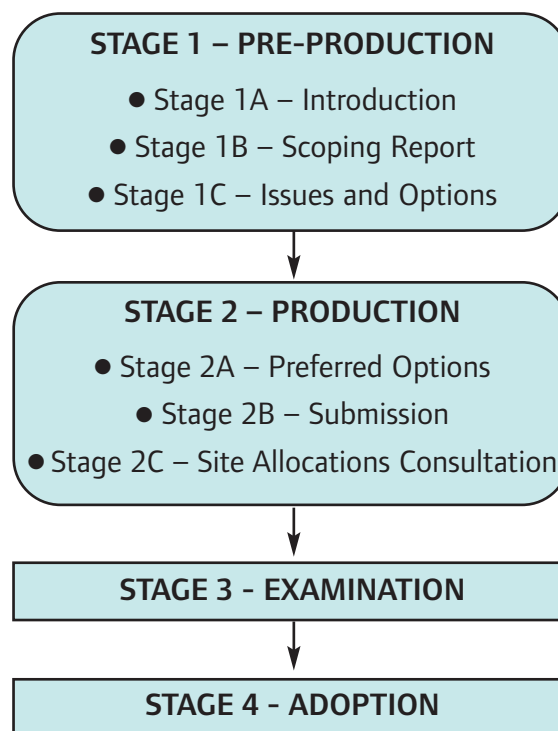 STAGE 1 – PRE-PRODUCTION
● Stage 1A – Introduction
● Stage 1B – Scoping Report
● Stage 1C – Issues and Options
STAGE 2 – PRODUCTION
● Stage 2A – Preferred Options
● Stage 2B – Submission
● Stage 2C – Site Allocations Consultation
STAGE 3 - EXAMINATION
STAGE 4 - ADOPTION